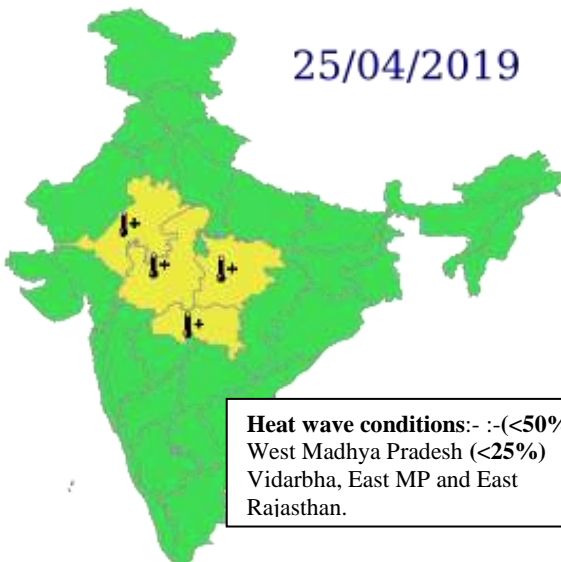 25/04/2019
Heat wave conditions:- :-(<50%
West Madhya Pradesh (<25%)
Vidarbha, East MP and East
Rajasthan.